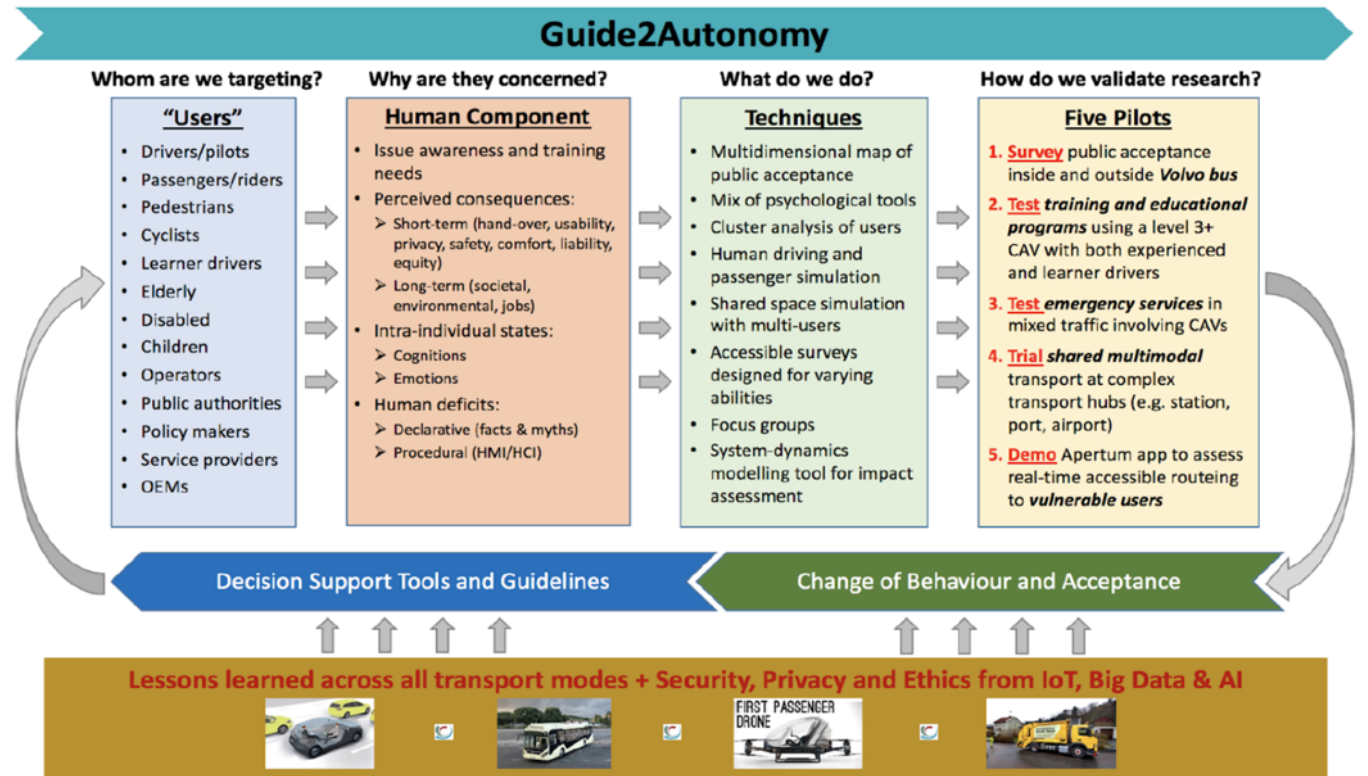 Guide2Autonomy
Whom are we targeting?
"Users"
• Drivers/pilots
• Passengers/riders
• Pedestrians
• Cyclists
• Learner drivers
• Elderly
• Disabled
• Children
• Operators
• Public authorities
• Policy makers
• Service providers
• OEMs
Why are they concerned?
Human Component
• Issue awareness and training
needs
• Perceived consequences:
➢ Short-term (hand-over, usability,
privacy, safety, comfort, liability,
equity)
➢ Long-term (societal,
environmental, jobs)
• Intra-individual states:
➢ Cognitions
➢ Emotions
• Human deficits:
➢ Declarative (facts & myths)
➢ Procedural (HMI/HCI)
What do we do?
Techniques
• Multidimensional map of
public acceptance
• Mix of psychological tools
• Cluster analysis of users
• Human driving and
passenger simulation
• Shared space simulation
with multi-users
• Accessible surveys
designed for varying
abilities
• Focus groups
• System-dynamics
modelling tool for impact
assessment
How do we validate research?
Five Pilots
1. Survey public acceptance
inside and outside Volvo bus
2. Test training and educational
programs using a level 3+
CAV with both experienced
and learner drivers
3. Test emergency services in
mixed traffic involving CAVs
4. Trial shared multimodal
transport at complex
transport hubs (e.g. station,
port, airport)
5. Demo Apertum app to assess
real-time accessible routeing
to vulnerable users
Decision Support Tools and Guidelines
Change of Behaviour and Acceptance
Lessons learned across all transport modes + Security, Privacy and Ethics from IoT, Big Data & AI
FIRST PASSENGER
DRONE